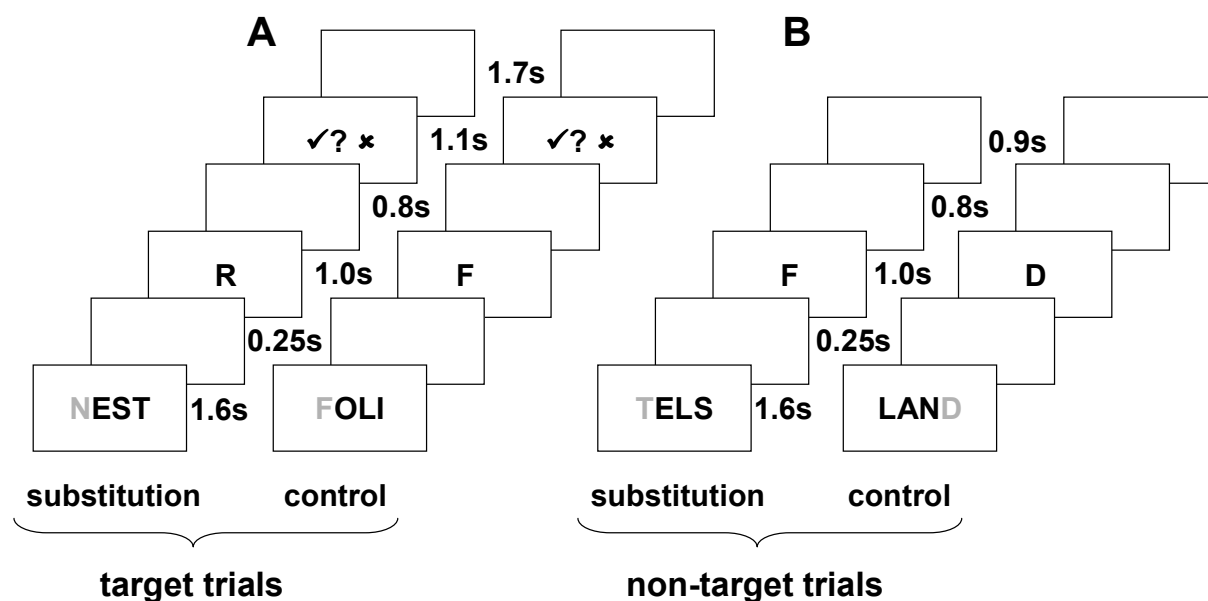 A
B
1.7s
✓? ✘
1.1s
✓? ✘
0.9s
0.8s
0.8s
R
1.0s
F
F
1.0s
D
0.25s
0.25s
NEST
1.6s
FOLI
TELS
1.6s
LAND
substitution
control
substitution
control
target trials
non-target trials